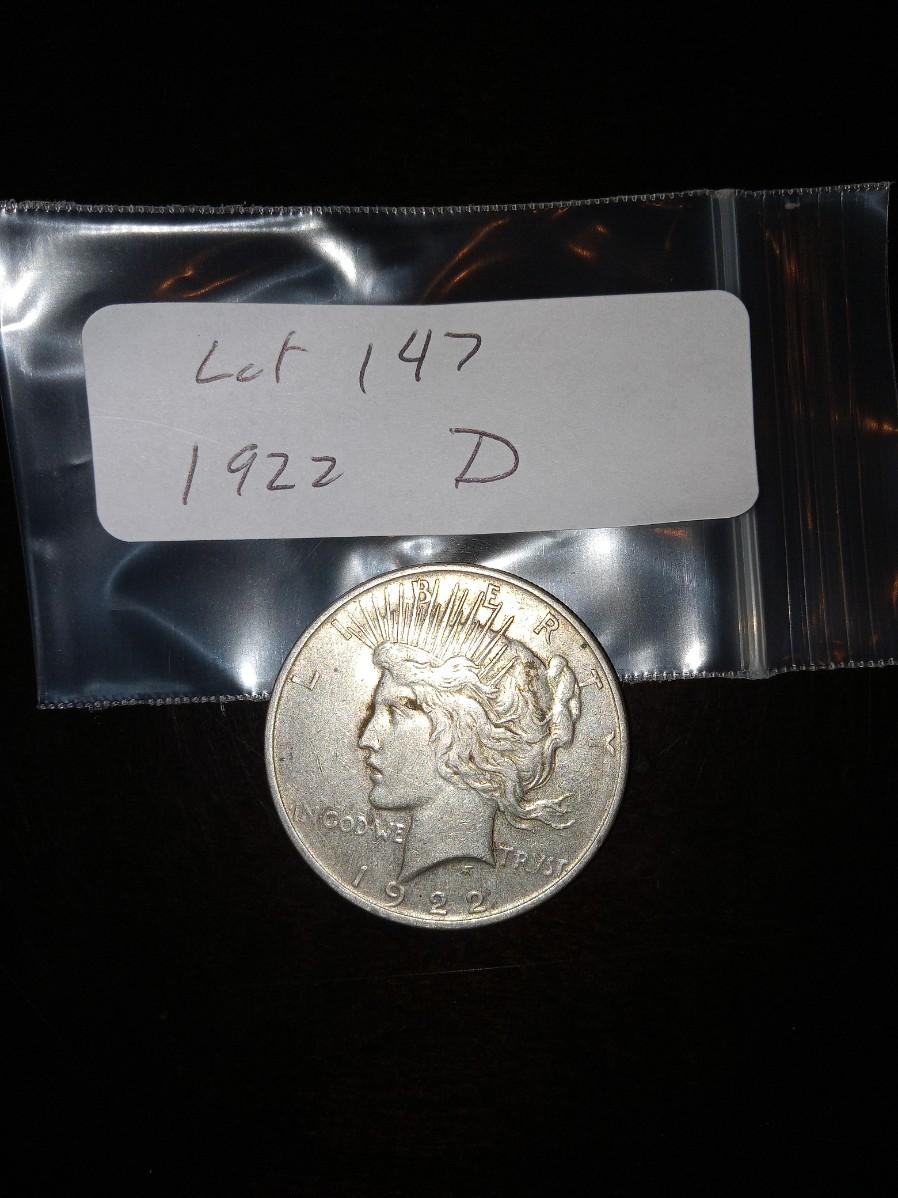 Lot 147
1922 D
LIBERTY
IN GOD WE TRUST
1922